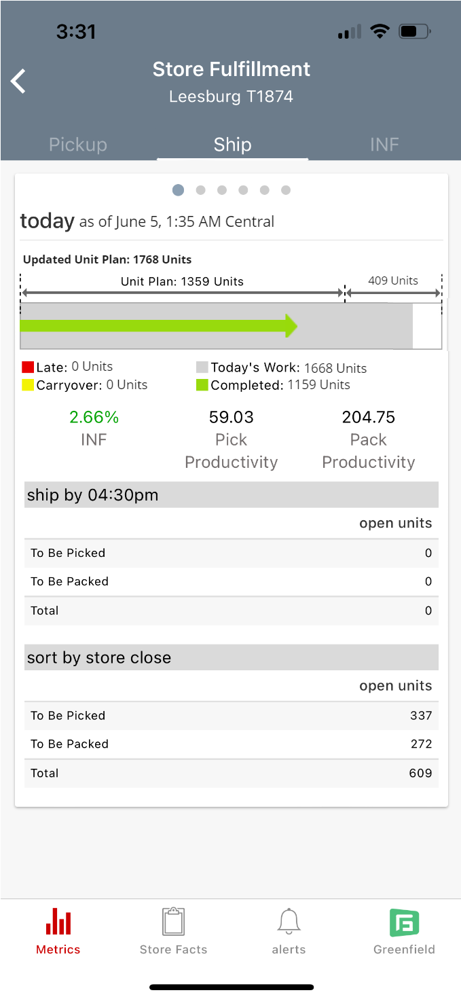 3:31
Store Fulfillment
Leesburg T1874
Pickup Ship INF
today as of June 5, 1:35 AM Central
Updated Unit Plan: 1768 Units
Unit Plan: 1359 Units 409 Units
Late: 0 Units Today's Work: 1668 Units
Carryover: 0 Units Completed: 1159 Units
2.66% 59.03 204.75
INF Pick Pack
Productivity Productivity
ship by 04:30pm
open units
To Be Picked 0
To Be Packed 0
Total 0
sort by store close
open units
To Be Picked 337
To Be Packed 272
Total 609
Metrics Store Facts alerts Greenfield